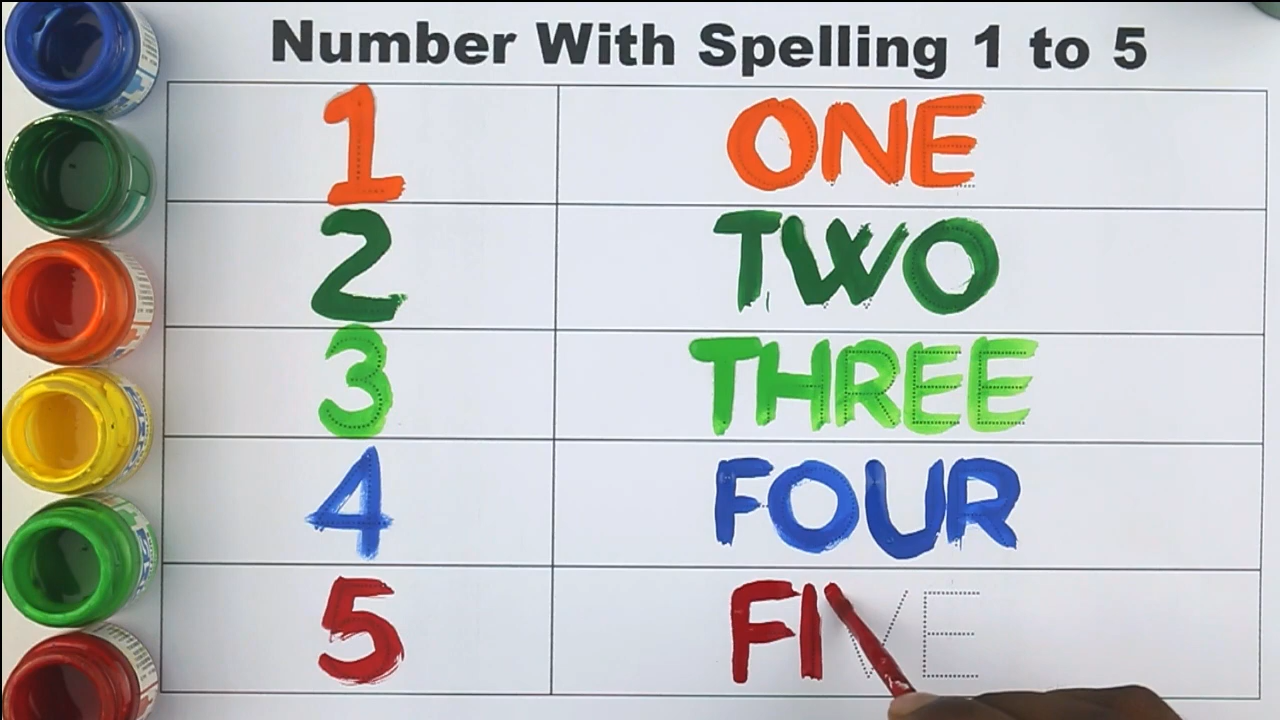 Number With Spelling 1 to 5
1 ONE
2 TWO
3 THREE
4 FOUR
5 FIVE